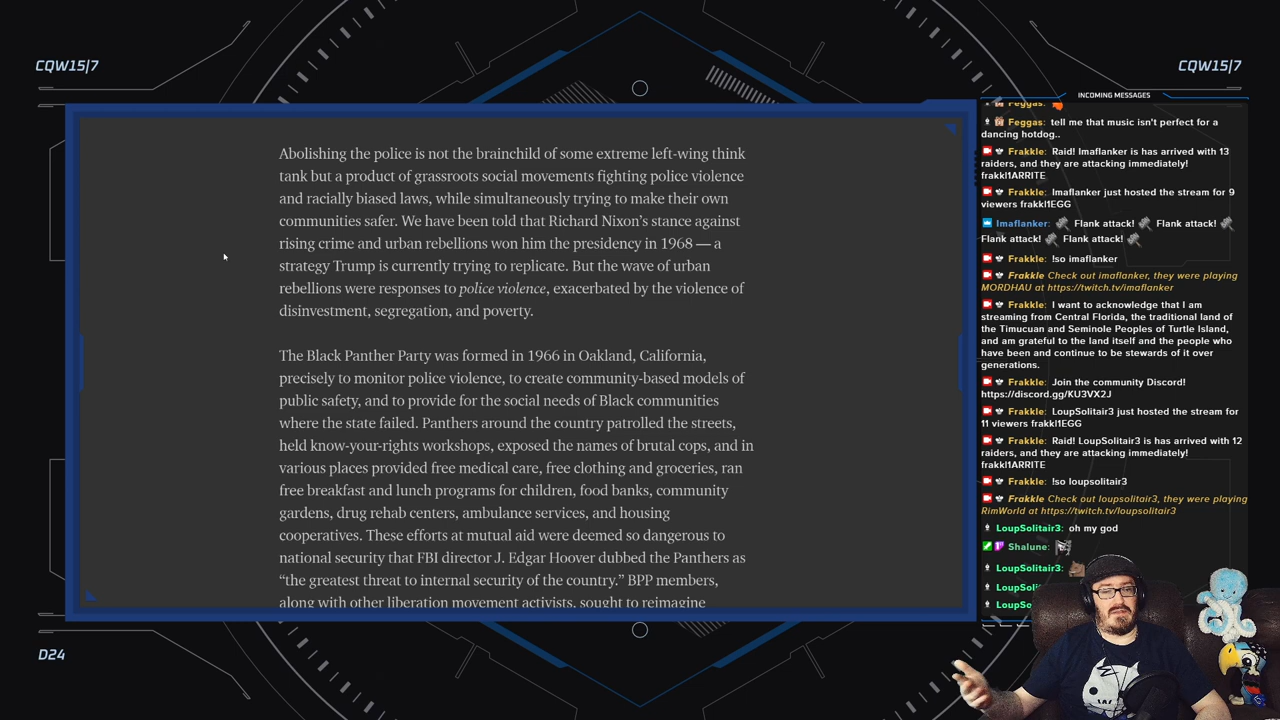 CQW15|7
CQW15|7
INCOMING MESSAGES
Abolishing the police is not the brainchild of some extreme left-wing think
tank but a product of grassroots social movements fighting police violence
and racially biased laws, while simultaneously trying to make their own
communities safer. We have been told that Richard Nixon’s stance against
rising crime and urban rebellions won him the presidency in 1968 — a
strategy Trump is currently trying to replicate. But the wave of urban
rebellions were responses to police violence, exacerbated by the violence of
disinvestment, segregation, and poverty.
The Black Panther Party was formed in 1966 in Oakland, California,
precisely to monitor police violence, to create community-based models of
public safety, and to provide for the social needs of Black communities
where the state failed. Panthers around the country patrolled the streets,
held know-your-rights workshops, exposed the names of brutal cops, and in
various places provided free medical care, free clothing and groceries, ran
free breakfast and lunch programs for children, food banks, community
gardens, drug rehab centers, ambulance services, and housing
cooperatives. These efforts at mutual aid were deemed so dangerous to
national security that FBI director J. Edgar Hoover dubbed the Panthers as
“the greatest threat to internal security of the country.” BPP members,
along with other liberation movement activists, sought to reimagine
Feggas:
Feggas: tell me that music isn't perfect for a
dancing hotdog..
Frakkle: Raid! Imaflanker is has arrived with 13
raiders, and they are attacking immediately!
frakkl1ARRITE
Frakkle: Imaflanker just hosted the stream for 9
viewers frakkl1EGG
Imaflanker: Flank attack! Flank attack!
Flank attack! Flank attack!
Frakkle: !so imaflanker
Frakkle Check out imaflanker, they were playing
MORDHAU at https://twitch.tv/imaflanker
Frakkle: I want to acknowledge that I am
streaming from Central Florida, the traditional land of
the Timucuan and Seminole Peoples of Turtle Island,
and am grateful to the land itself and the people who
have been and continue to be stewards of it over
generations.
Frakkle: Join the community Discord!
https://discord.gg/KU3VX2J
Frakkle: LoupSolitair3 just hosted the stream for
11 viewers frakkl1EGG
Frakkle: Raid! LoupSolitair3 is has arrived with 12
raiders, and they are attacking immediately!
frakkl1ARRITE
Frakkle: !so loupsolitair3
Frakkle Check out loupsolitair3, they were playing
RimWorld at https://twitch.tv/loupsolitair3
LoupSolitair3: oh my god
Shalune:
LoupSolitair3:
D24